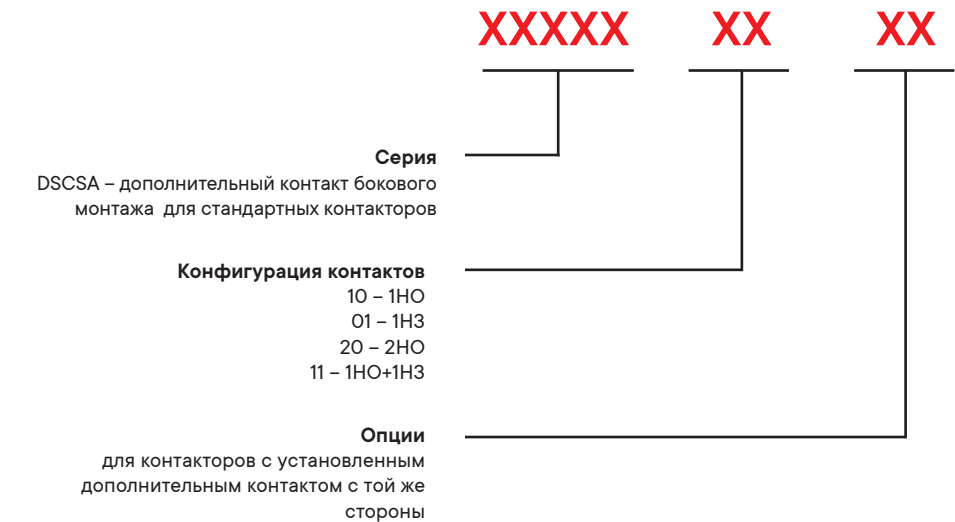 XXXXX XX XX
Серия
DSCSA – дополнительный контакт бокового
монтажа для стандартных контакторов
Конфигурация контактов
10 – 1НО
01 – 1НЗ
20 – 2НО
11 – 1НО+1НЗ
Опции
для контакторов с установленным
дополнительным контактом с той же
стороны